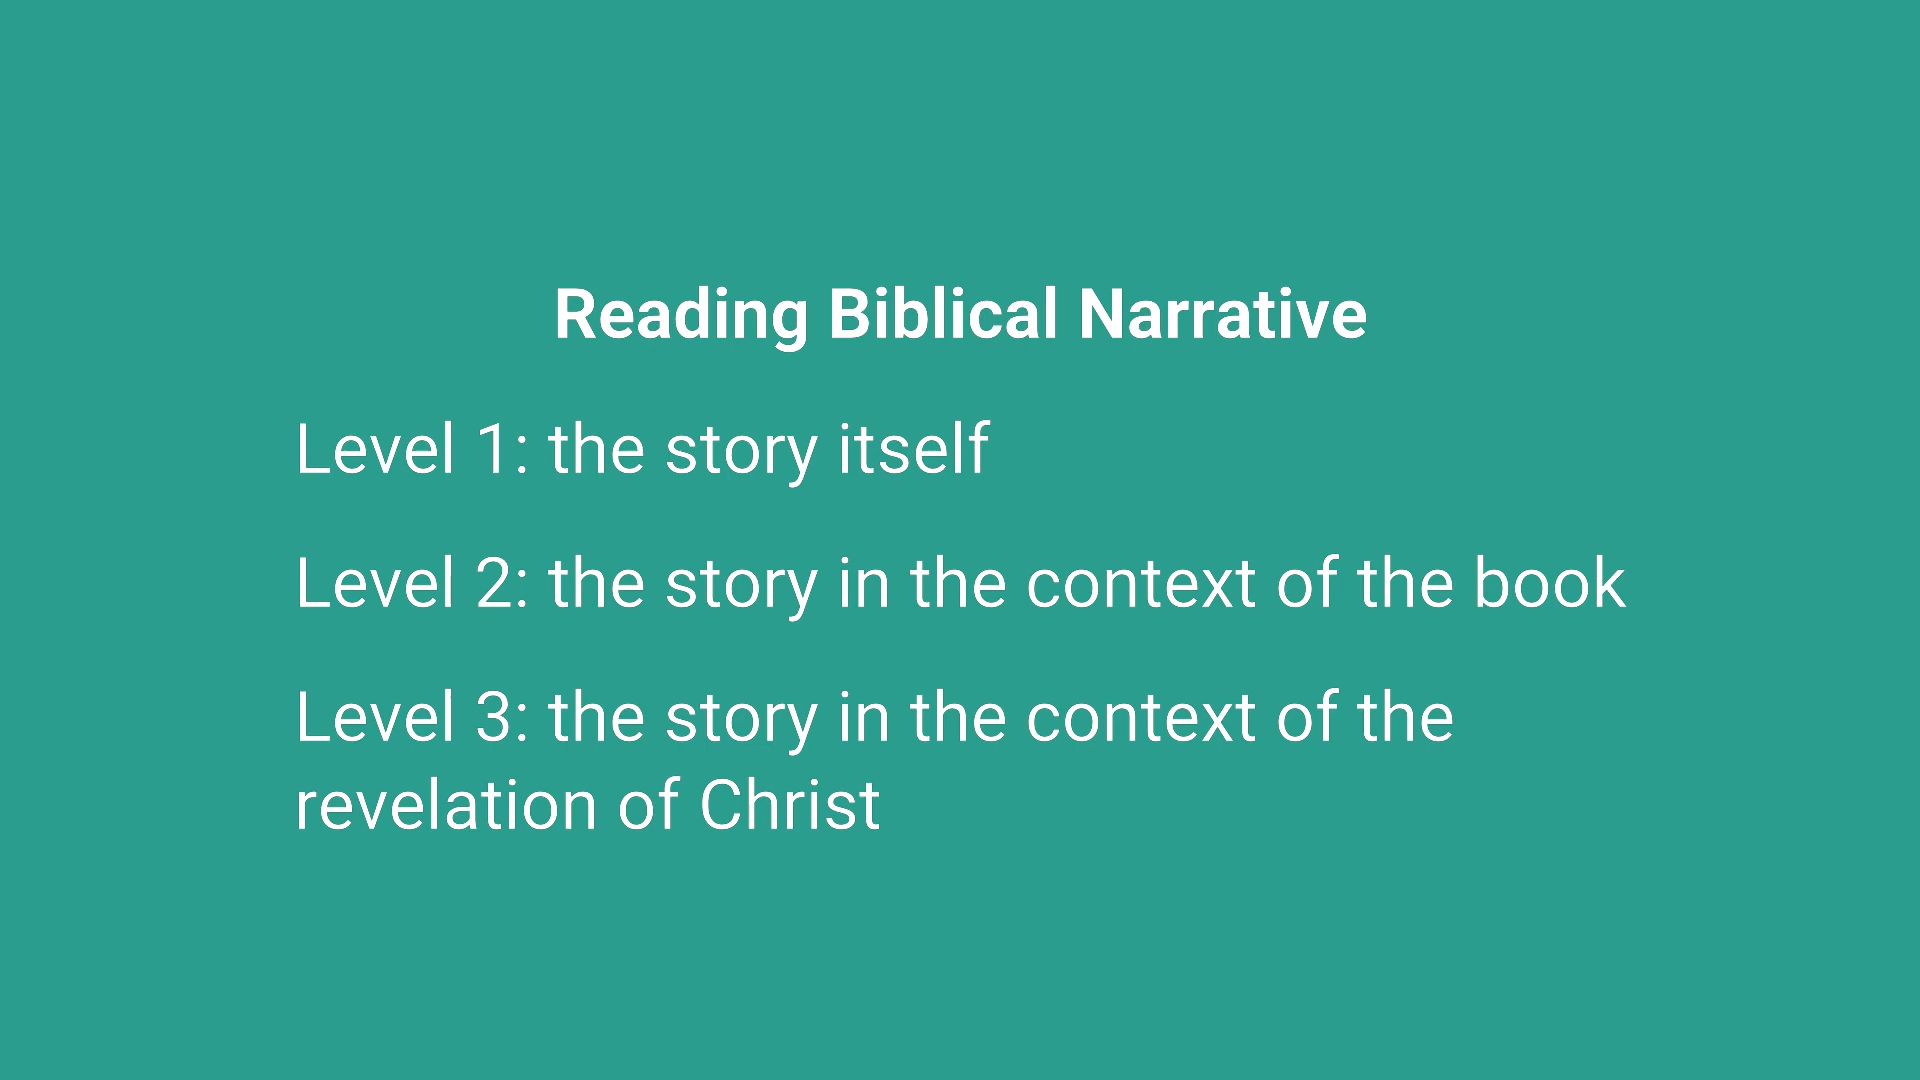 Reading Biblical Narrative
Level 1: the story itself
Level 2: the story in the context of the book
Level 3: the story in the context of the
revelation of Christ